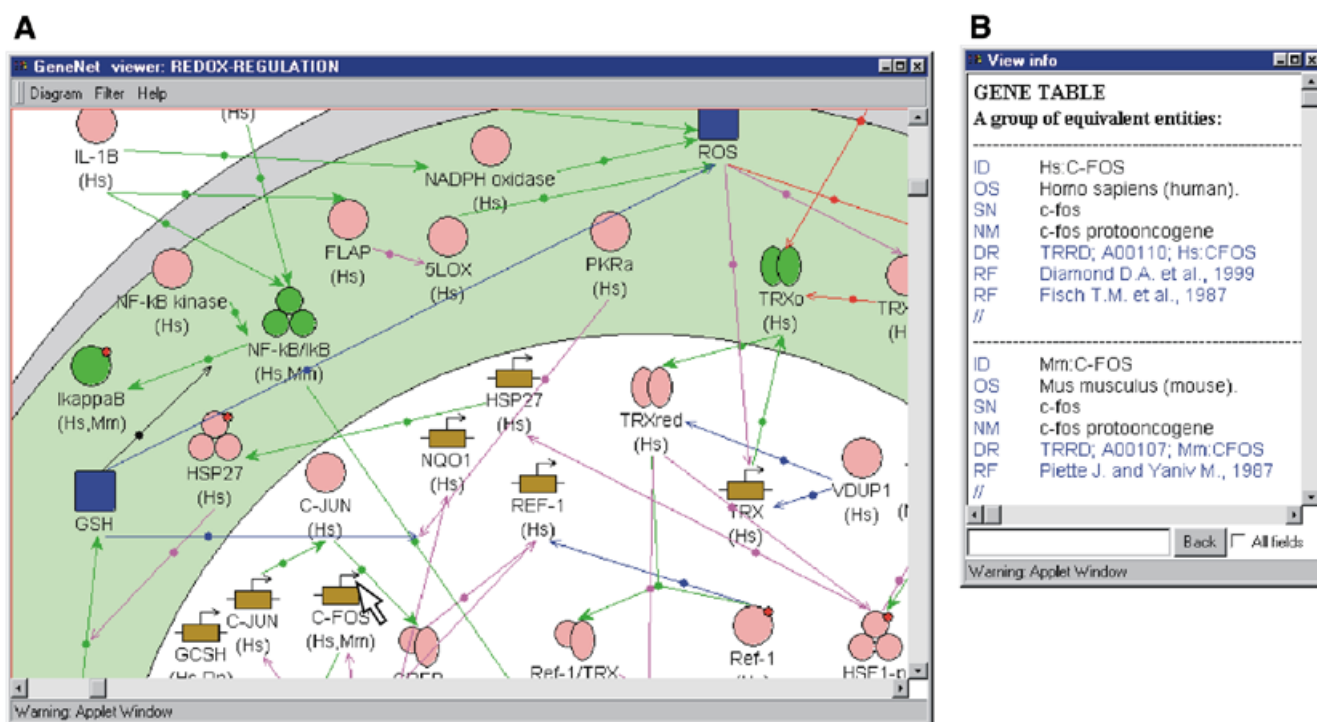 A
B
GeneNet viewer: REDOX-REGULATION
Diagram Filter Help
(Hs)
IL-1B
(Hs)
NADPH oxidase
(Hs)
ROS
FLAP
(Hs)
5LOX
(Hs)
PKRa
(Hs)
TRXo
(Hs)
NF-kB kinase
(Hs)
NF-kB/IkB
(Hs,Mm)
IkappaB
(Hs,Mm)
HSP27
(Hs)
HSP27
(Hs)
TRXred
(Hs)
NQO1
(Hs)
C-JUN
(Hs)
REF-1
(Hs)
TRX
(Hs)
VDUP1
(Hs)
GSH
C-JUN
(Hs)
C-FOS
(Hs,Mm)
GCSH
Ref-1/TRX
Ref-1
Warning: Applet Window
View info
GENE TABLE
A group of equivalent entities:
ID Hs:C-FOS
OS Homo sapiens (human).
SN c-fos
NM c-fos protooncogene
DR TRRD; A00110; Hs:CFOS
RF Diamond D.A. et al., 1999
RF Fisch T.M. et al., 1987
//
ID Mm:C-FOS
OS Mus musculus (mouse).
SN c-fos
NM c-fos protooncogene
DR TRRD; A00107; Mm:CFOS
RF Piette J. and Yaniv M., 1987
//
Back All fields
Warning: Applet Window